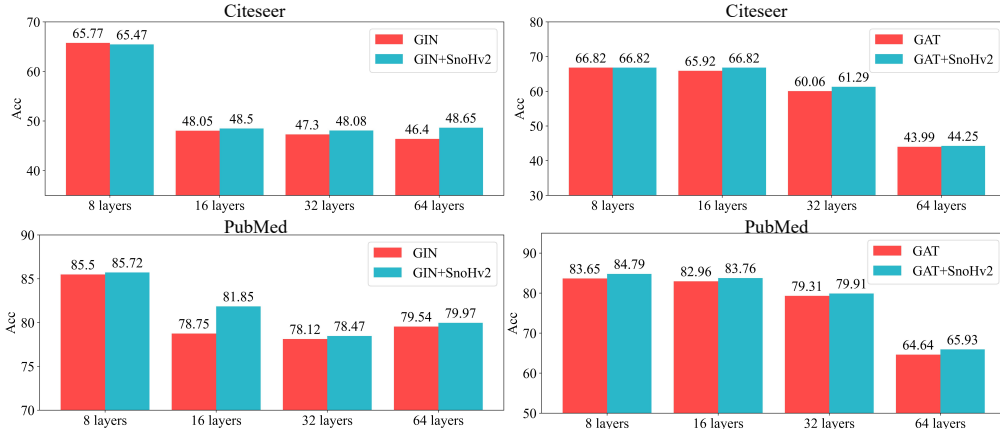 Citeseer
70
60
50
40
Acc
65.77 65.47
48.05 48.5
47.3 48.08
46.4 48.65
GIN
GIN+SnoHv2
8 layers 16 layers 32 layers 64 layers
Citeseer
80
70
60
50
40
30
Acc
66.82 66.82
65.92 66.82
60.06 61.29
43.99 44.25
GAT
GAT+SnoHv2
8 layers 16 layers 32 layers 64 layers
PubMed
90
85
80
75
70
Acc
85.5 85.72
78.75 81.85
78.12 78.47
79.54 79.97
GIN
GIN+SnoHv2
8 layers 16 layers 32 layers 64 layers
PubMed
90
80
70
60
50
Acc
83.65 84.79
82.96 83.76
79.31 79.91
64.64 65.93
GAT
GAT+SnoHv2
8 layers 16 layers 32 layers 64 layers